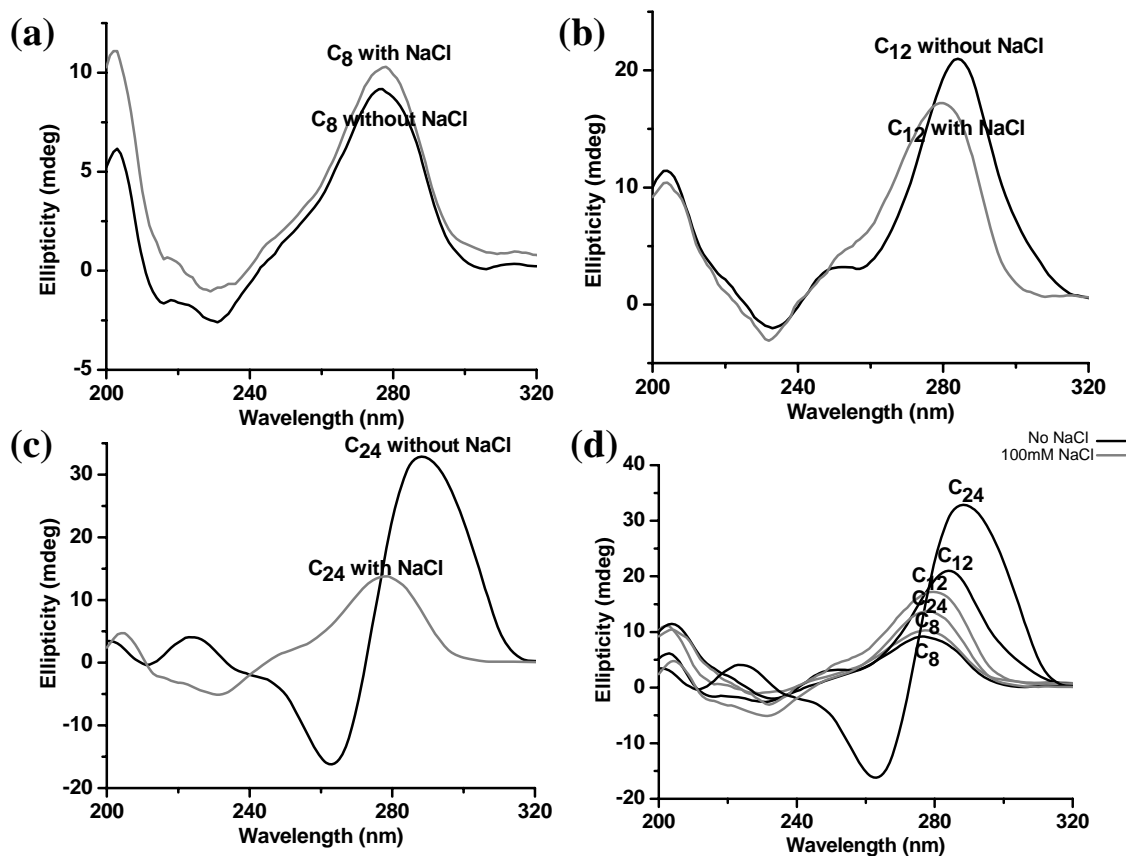 (a)
C8 with NaCl
C8 without NaCl
Ellipticity (mdeg)
10
5
0
-5
200 240 280 320
Wavelength (nm)
(b)
C12 without NaCl
C12 with NaCl
Ellipticity (mdeg)
20
10
0
200 240 280 320
Wavelength (nm)
(c)
C24 without NaCl
C24 with NaCl
Ellipticity (mdeg)
30
20
10
0
-10
-20
200 240 280 320
Wavelength (nm)
(d)
No NaCl
100mM NaCl
C24
C12
C12
C24
C8
C8
Ellipticity (mdeg)
40
30
20
10
0
-10
-20
200 240 280 320
Wavelength (nm)